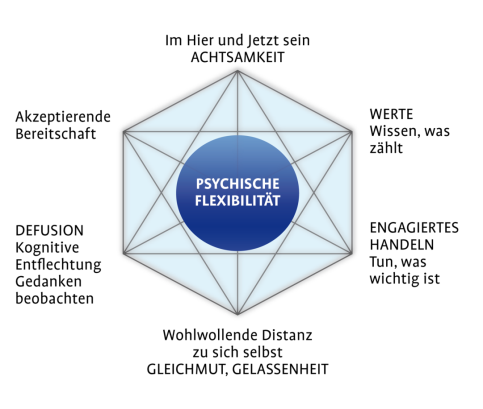 Im Hier und Jetzt sein
ACHTSAMKEIT
Akzeptierende
Bereitschaft
WERTE
Wissen, was
zählt
PSYCHISCHE
FLEXIBILITÄT
DEFUSION
Kognitive
Entflechtung
Gedanken
beobachten
ENGAGIERTES
HANDELN
Tun, was
wichtig ist
Wohlwollende Distanz
zu sich selbst
GLEICHMUT, GELASSENHEIT